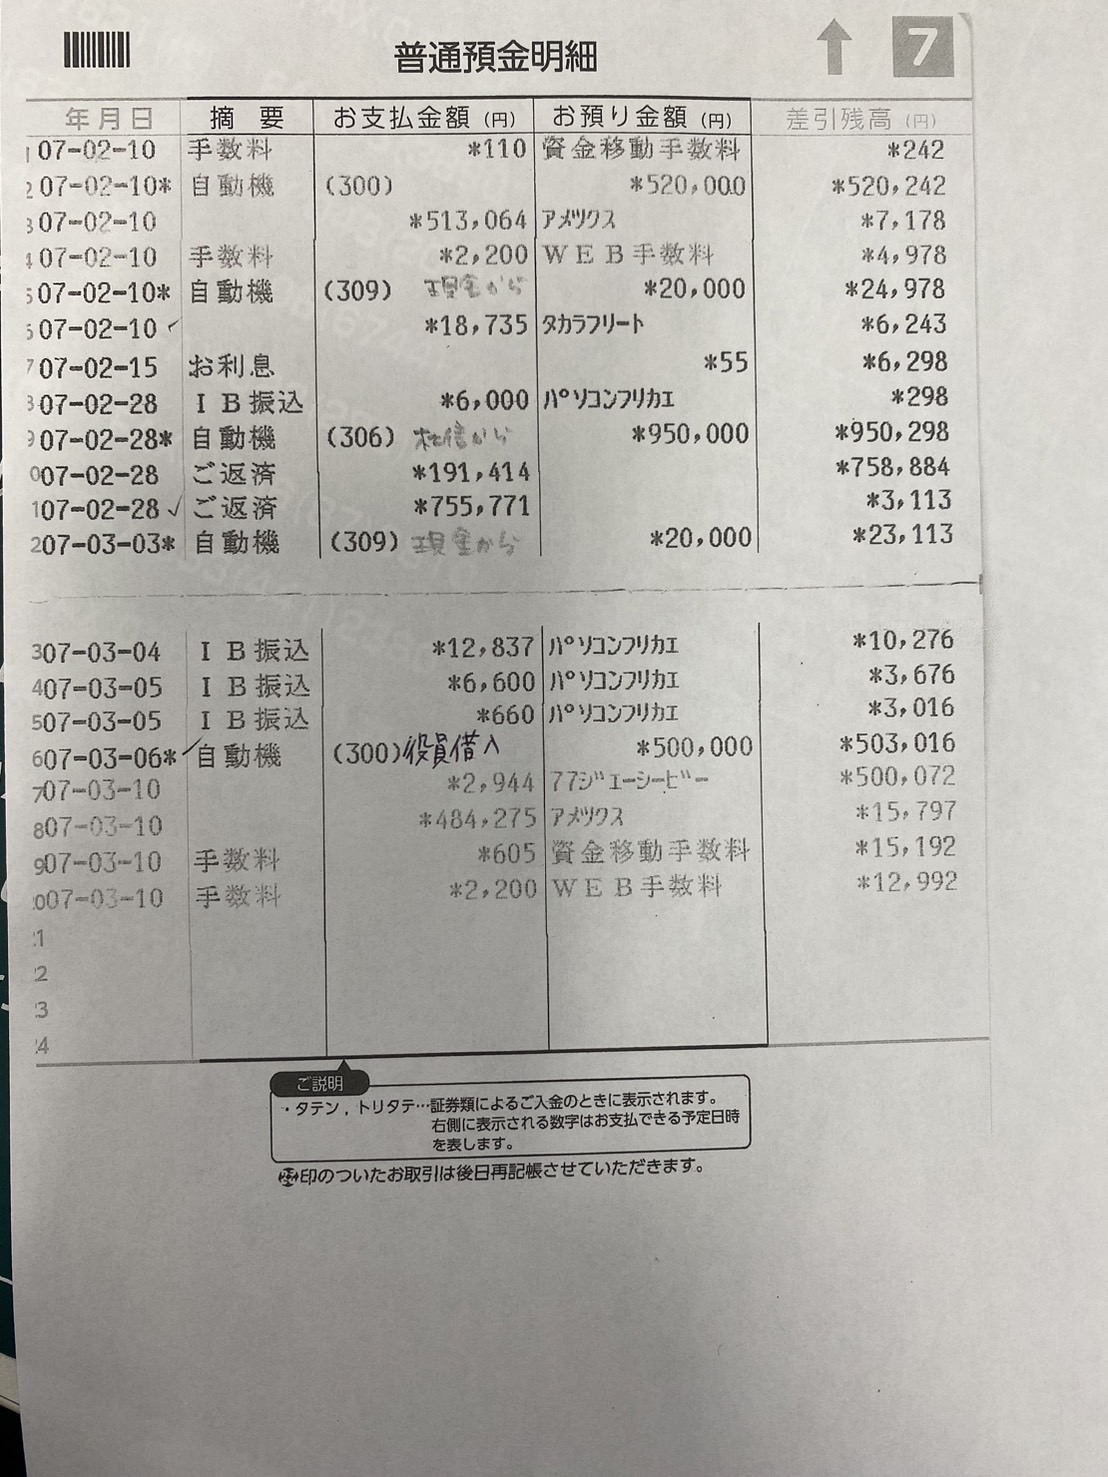 普通預金明細
7
年月日 摘要 お支払金額(円) お預り金額(円) 差引残高(円)
1 07-02-10 手数料 *110 資金移動手数料 *242
2 07-02-10* 自動機 (300) *520,000 *520,242
3 07-02-10 *513,064 アメックス *7,178
4 07-02-10 手数料 *2,200 WEB手数料 *4,978
5 07-02-10* 自動機 (309) 現金から *20,000 *24,978
6 07-02-10 ✓ *18,735 タカラフリート *6,243
7 07-02-15 お利息 *55 *6,298
8 07-02-28 IB振込 *6,000 パソコンフリカエ *298
9 07-02-28* 自動機 (306) から *950,000 *950,298
0 07-02-28 ご返済 *191,414 *758,884
1 07-02-28 ✓ ご返済 *755,771 *3,113
2 07-03-03* 自動機 (309) 現金から *20,000 *23,113
3 07-03-04 IB振込 *12,837 パソコンフリカエ *10,276
4 07-03-05 IB振込 *6,600 パソコンフリカエ *3,676
5 07-03-05 IB振込 *660 パソコンフリカエ *3,016
6 07-03-06* ✓ 自動機 (300) 役員借入 *500,000 *503,016
7 07-03-10 *2,944 77ジェーシービー *500,072
8 07-03-10 *484,275 アメックス *15,797
9 07-03-10 手数料 *605 資金移動手数料 *15,192
0 07-03-10 手数料 *2,200 WEB手数料 *12,992
21
22
23
24
ご説明
・タテン,トリタテ…証券類によるご入金のときに表示されます。
右側に表示される数字はお支払できる予定日時
を表します。
印のついたお取引は後日再記帳させていただきます。